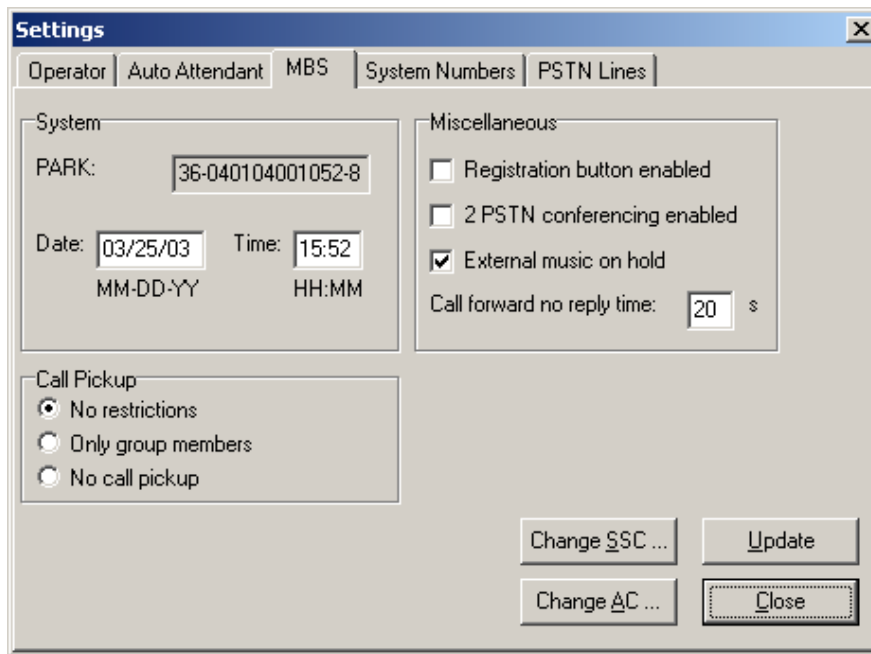 Settings
Operator Auto Attendant MBS System Numbers PSTN Lines
System
PARK: 36-040104001052-8
Date: 03/25/03 Time: 15:52
MM-DD-YY HH:MM
Miscellaneous
Registration button enabled
2 PSTN conferencing enabled
External music on hold
Call forward no reply time: 20 s
Call Pickup
No restrictions
Only group members
No call pickup
Change SSC ... Update
Change AC ... Close